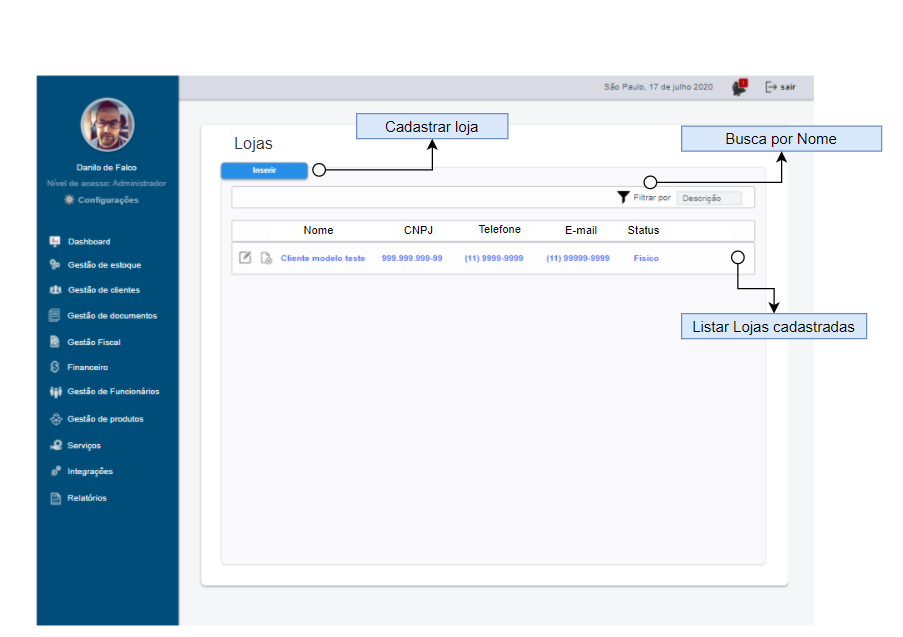 São Paulo, 17 de julho 2020
sair
Danilo de Falco
Nível de acesso: Administrador
Configurações
Dashboard
Gestão de estoque
Gestão de clientes
Gestão de documentos
Gestão Fiscal
Financeiro
Gestão de Funcionários
Gestão de produtos
Serviços
Integrações
Relatórios
Cadastrar loja
Busca por Nome
Lojas
Inserir
Filtrar por Descrição
Nome CNPJ Telefone E-mail Status
Cliente modelo teste 999.999.999-99 (11) 9999-9999 (11) 99999-9999 Físico
Listar Lojas cadastradas